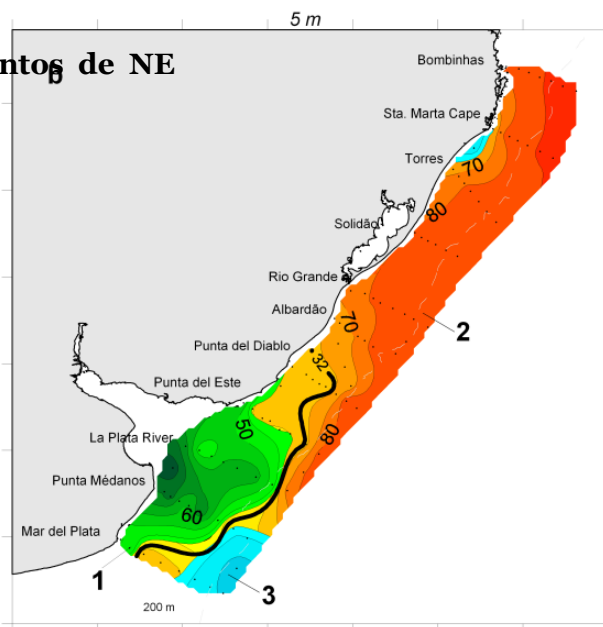 5 m
ntos de NE
b
Bombinhas
Sta. Marta Cape
70
Torres
80
Solidão
Rio Grande
2
Albardão
70
Punta del Diablo
32
Punta del Este
50
80
La Plata River
Punta Médanos
60
Mar del Plata
1
3
200 m